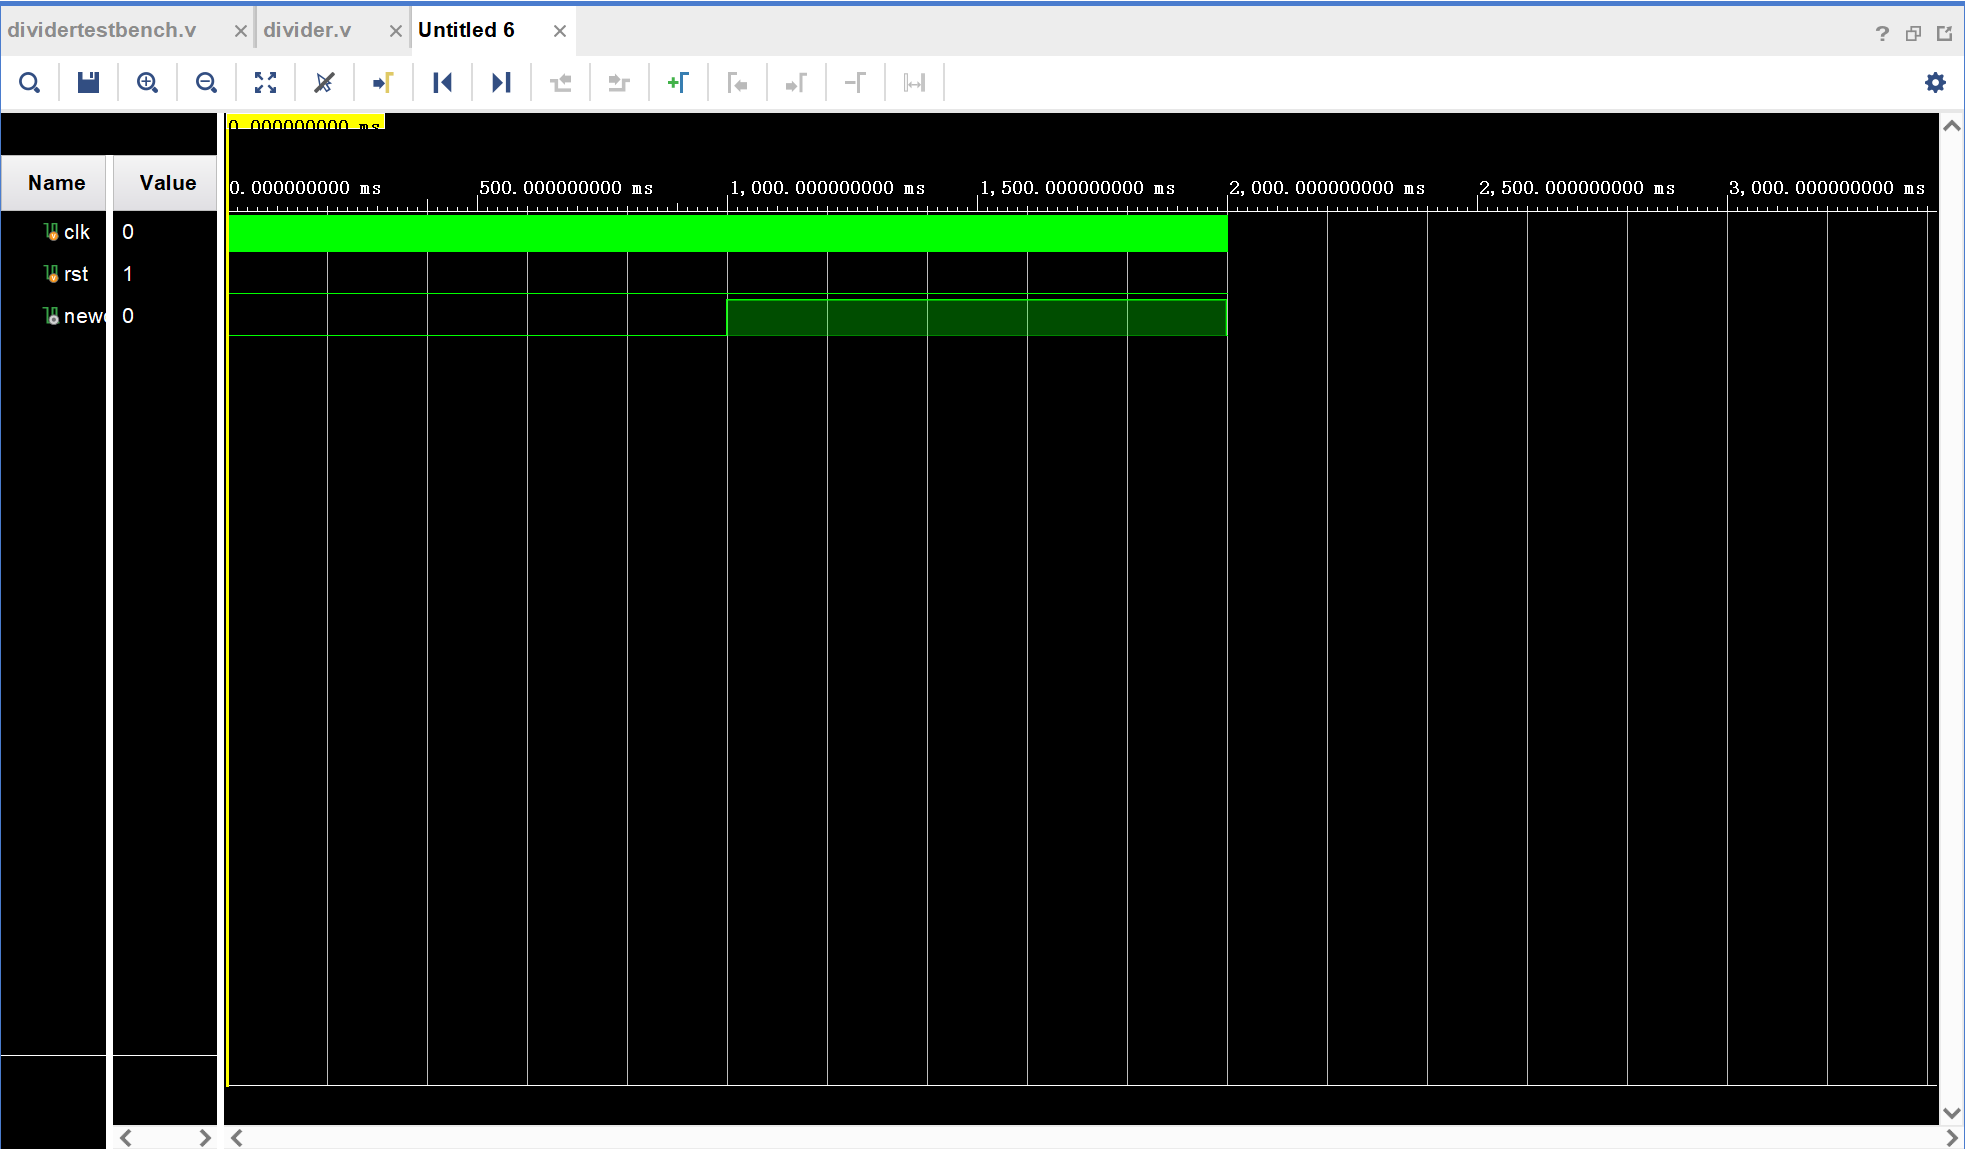 dividertestbench.v × divider.v × Untitled 6 ×
?
0.000000000 ms
Name Value
0.000000000 ms 500.000000000 ms 1,000.000000000 ms 1,500.000000000 ms 2,000.000000000 ms 2,500.000000000 ms 3,000.000000000 ms
clk 0
rst 1
newc 0